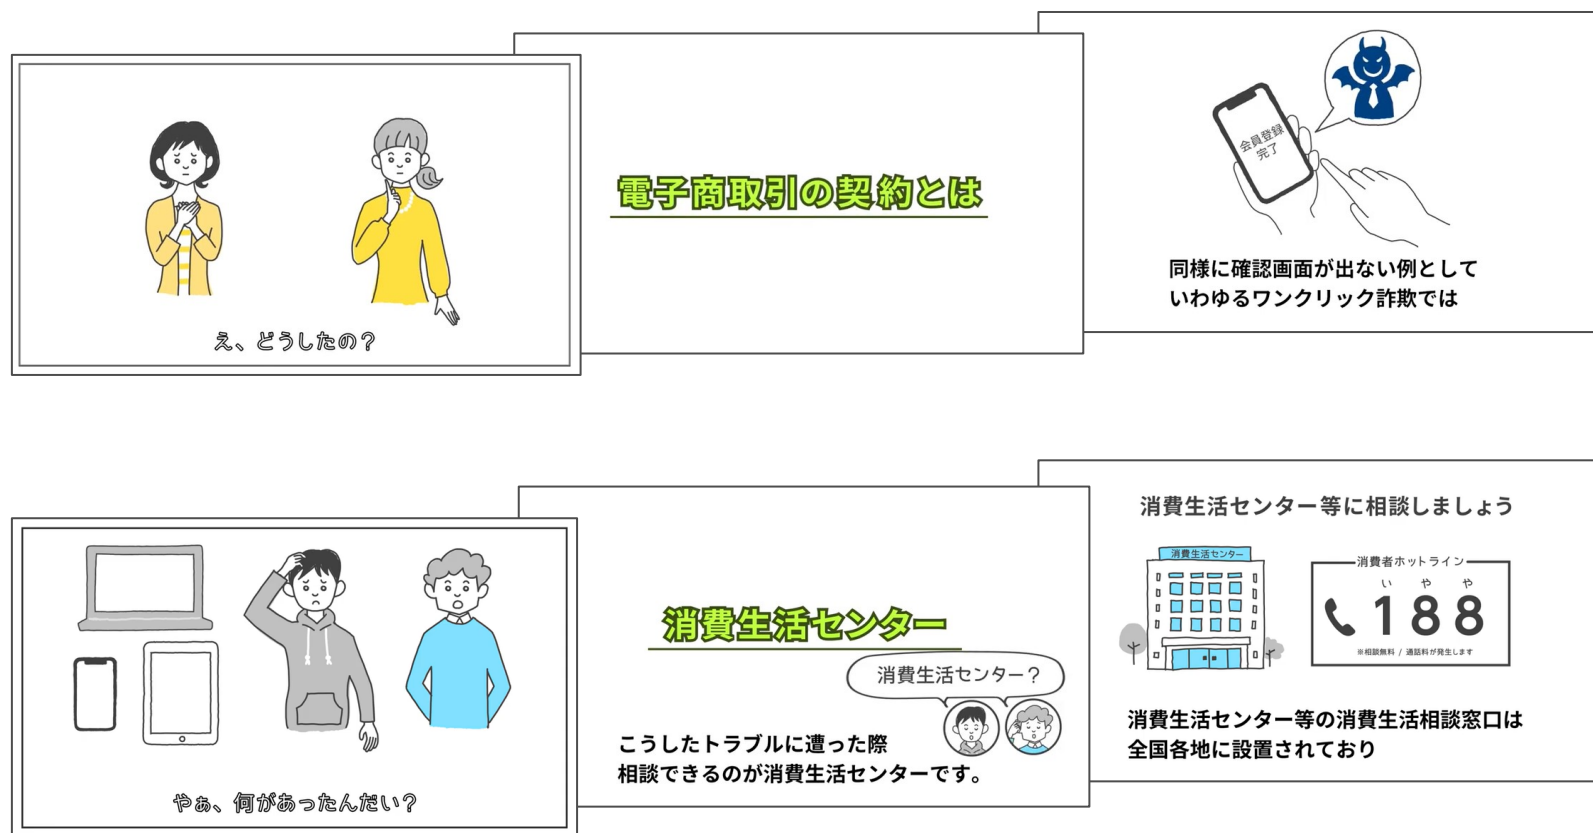 え、どうしたの？
電子商取引の契約とは
会員登録
完了
同様に確認画面が出ない例として
いわゆるワンクリック詐欺では
やぁ、何があったんだい？
消費生活センター
消費生活センター？
こうしたトラブルに遭った際
相談できるのが消費生活センターです。
消費生活センター等に相談しましょう
消費生活センター
消費者ホットライン
い や や
188
※相談無料 / 通話料が発生します
消費生活センター等の消費生活相談窓口は
全国各地に設置されており